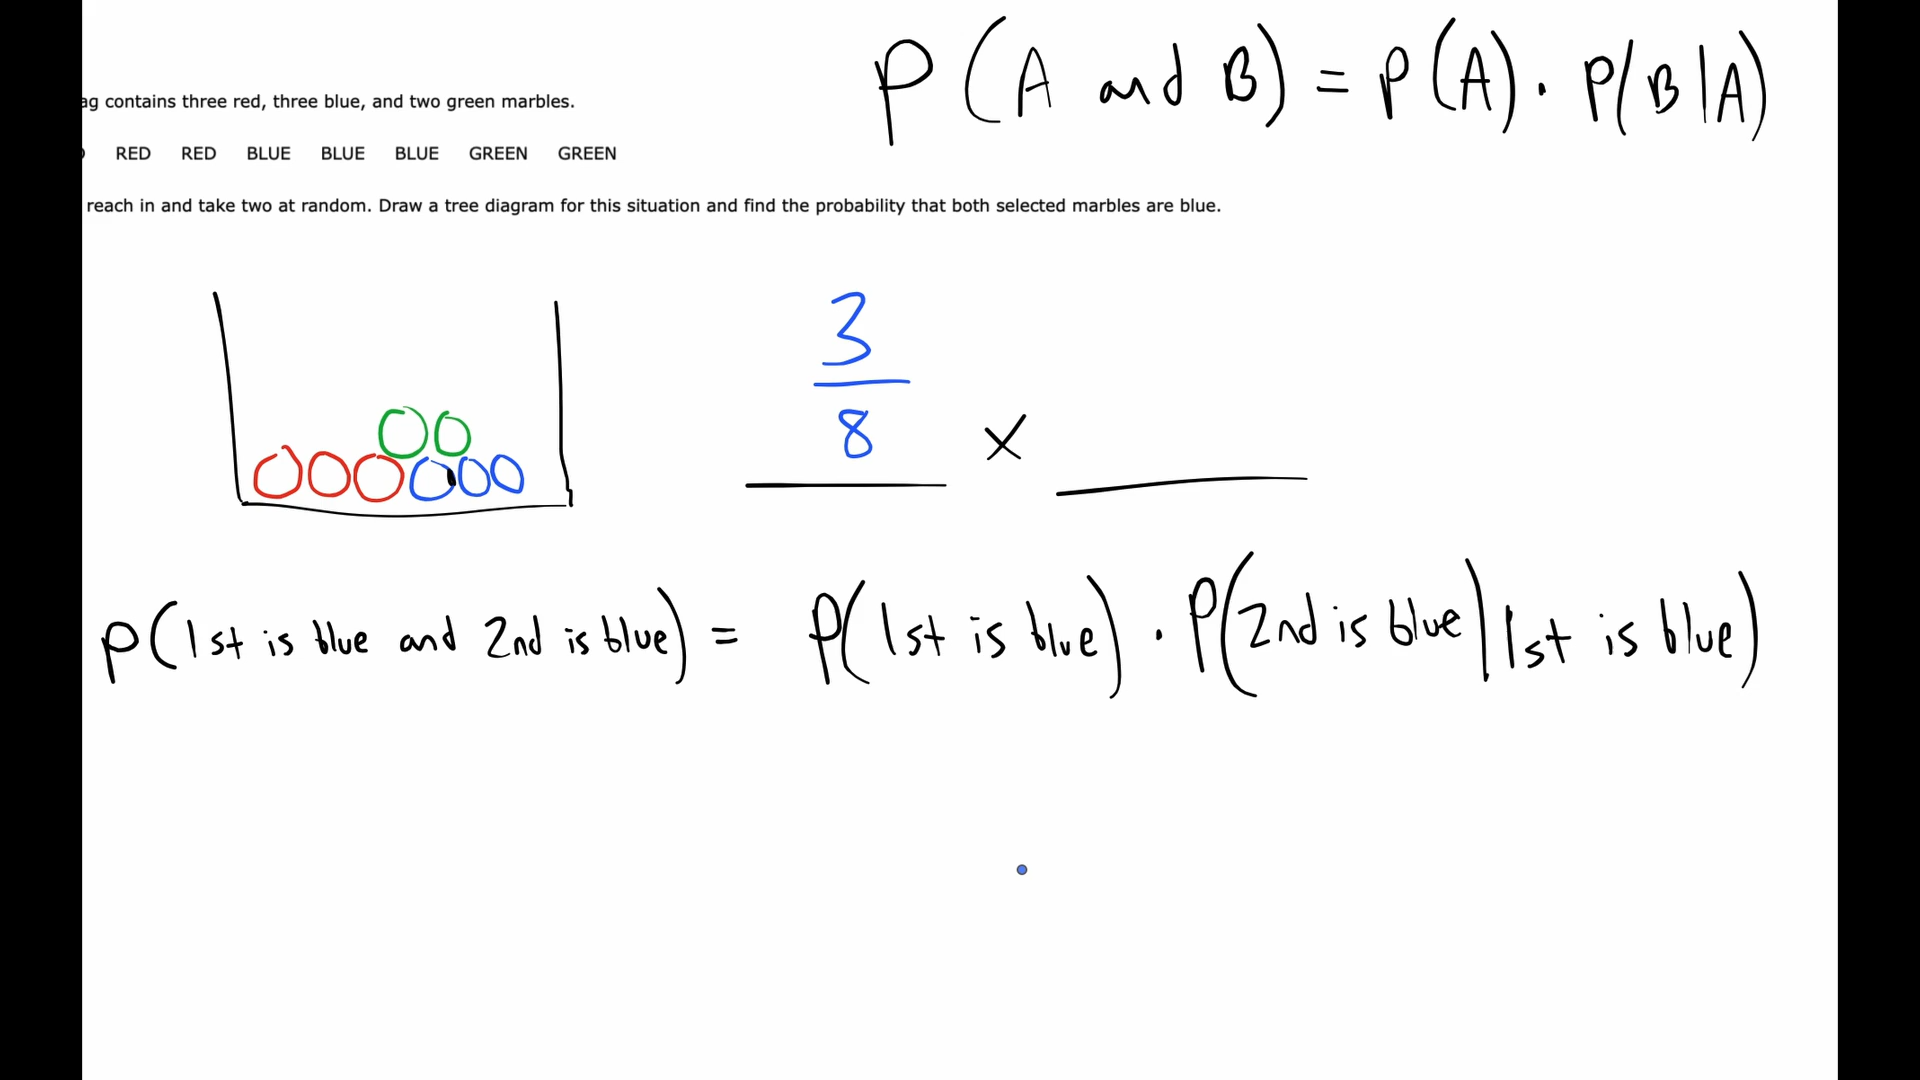 P(A and B) = P(A) · P(B|A)
ag contains three red, three blue, and two green marbles.
RED RED BLUE BLUE BLUE GREEN GREEN
reach in and take two at random. Draw a tree diagram for this situation and find the probability that both selected marbles are blue.
3
8
×
P(1st is blue and 2nd is blue) = P(1st is blue) · P(2nd is blue|1st is blue)